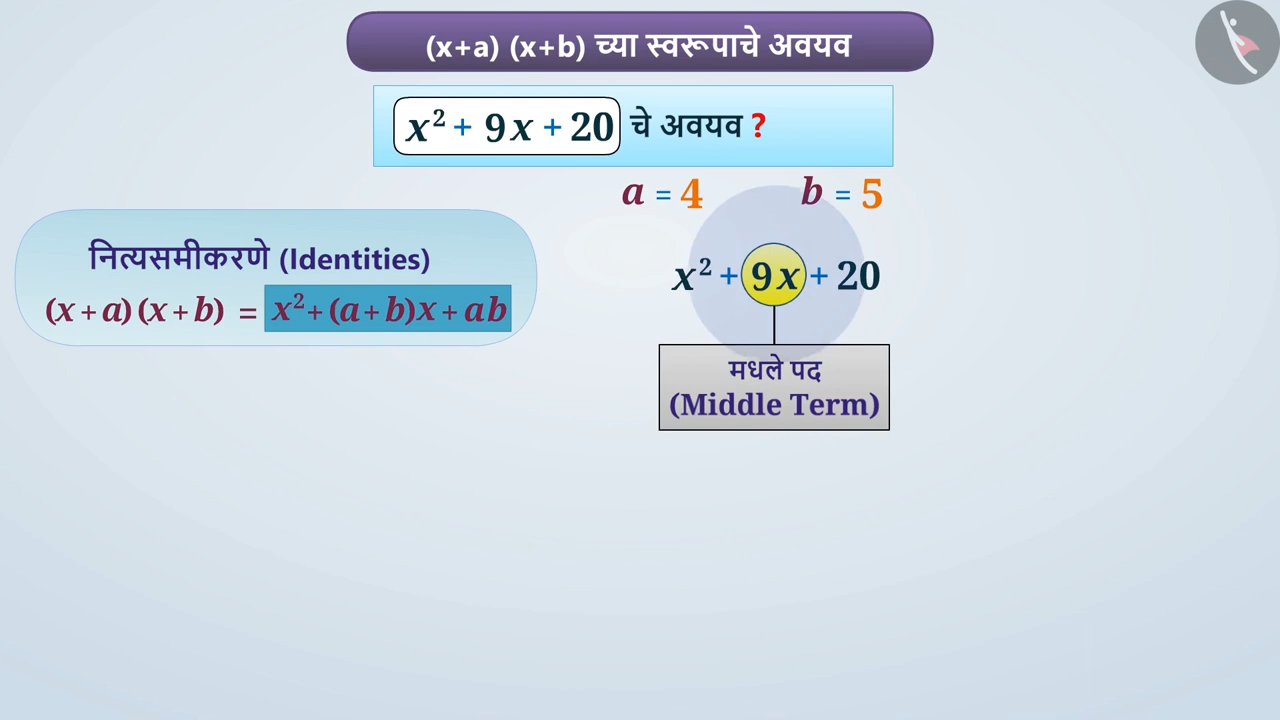 (x+a) (x+b) च्या स्वरूपाचे अवयव
x² + 9x + 20 चे अवयव ?
a = 4 b = 5
नित्यसमीकरणे (Identities)
(x+a)(x+b) = x²+(a+b)x+ab
x² + 9x + 20
मधले पद
(Middle Term)